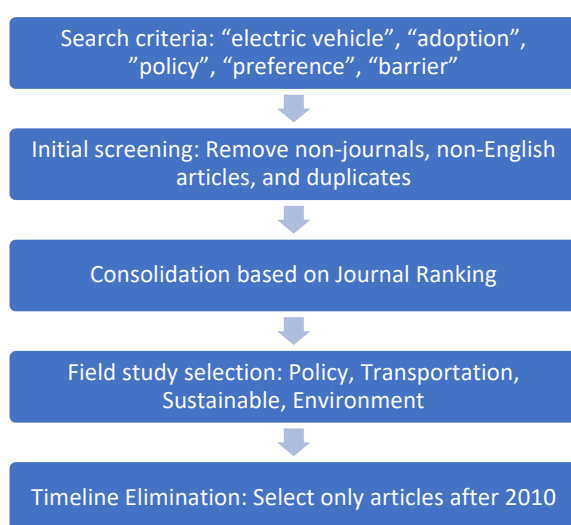 Search criteria: “electric vehicle”, “adoption”,
”policy”, “preference”, “barrier”
Initial screening: Remove non-journals, non-English
articles, and duplicates
Consolidation based on Journal Ranking
Field study selection: Policy, Transportation,
Sustainable, Environment
Timeline Elimination: Select only articles after 2010